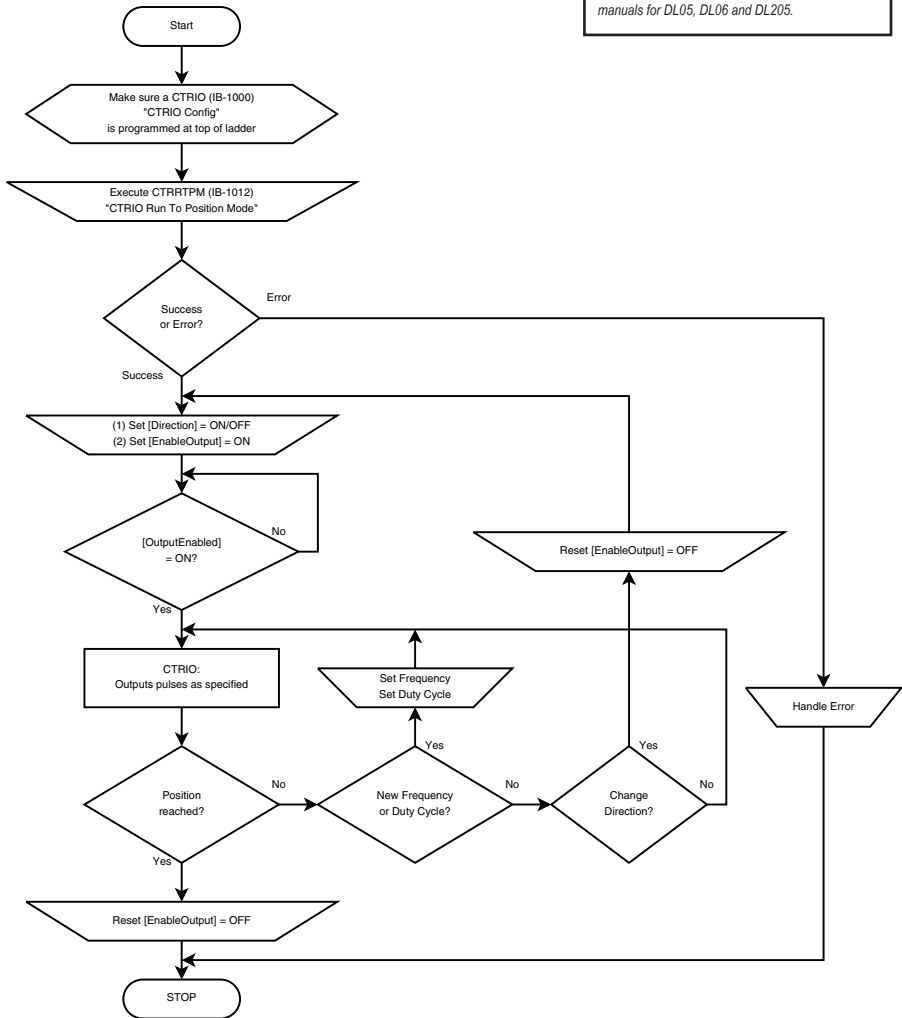 manuals for DL05, DL06 and DL205.
Start
Make sure a CTRIO (IB-1000)
"CTRIO Config"
is programmed at top of ladder
Execute CTRRTPM (IB-1012)
"CTRIO Run To Position Mode"
Success
or Error?
Error
Success
(1) Set [Direction] = ON/OFF
(2) Set [EnableOutput] = ON
[OutputEnabled]
= ON?
No
Yes
Reset [EnableOutput] = OFF
CTRIO:
Outputs pulses as specified
Set Frequency
Set Duty Cycle
Handle Error
Position
reached?
No
Yes
New Frequency
or Duty Cycle?
Yes
No
Change
Direction?
Yes
No
Reset [EnableOutput] = OFF
STOP